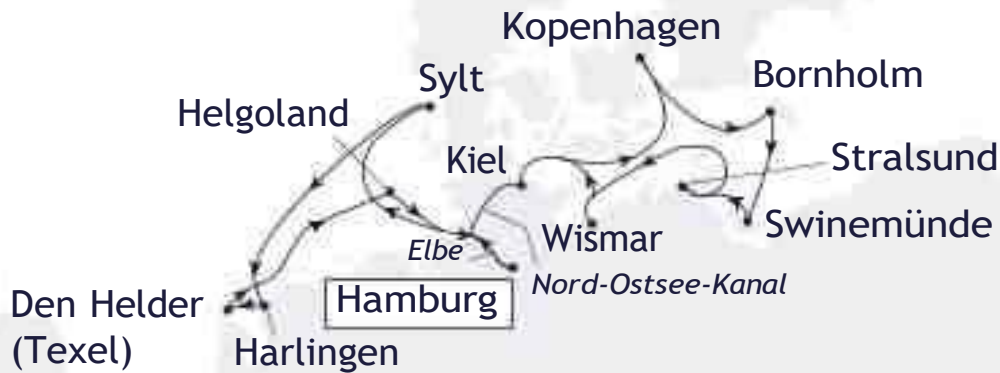 Kopenhagen
Sylt
Bornholm
Helgoland
Kiel
Stralsund
Swinemünde
Elbe
Wismar
Nord-Ostsee-Kanal
Hamburg
Den Helder
(Texel)
Harlingen